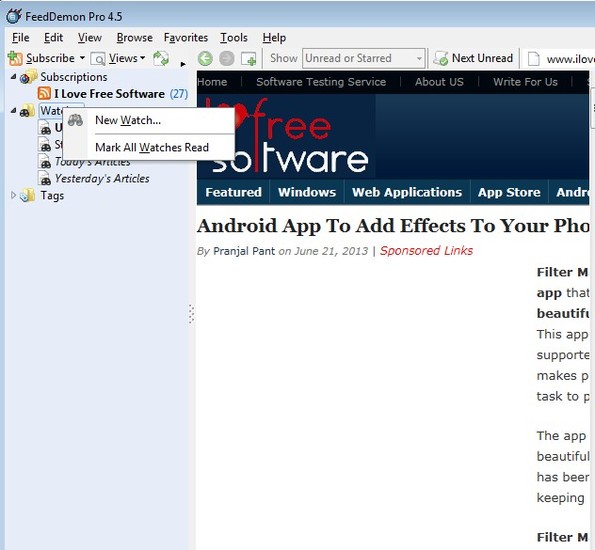 FeedDemon Pro 4.5
File Edit View Browse Favorites Tools Help
Subscribe Views Show Unread or Starred Next Unread www.ilov
Subscriptions
I Love Free Software (27)
Watch
New Watch...
Mark All Watches Read
Today's Articles
Yesterday's Articles
Tags
Home | Software Testing Service | About US | Write For Us | S
free
software
Featured Windows Web Applications App Store Andr
Android App To Add Effects To Your Pho
By Pranjal Pant on June 21, 2013 | Sponsored Links
Filter M
app that
beautifu
This app
supporte
makes p
task to p
The app
beautiful
has been
keeping
Filter M